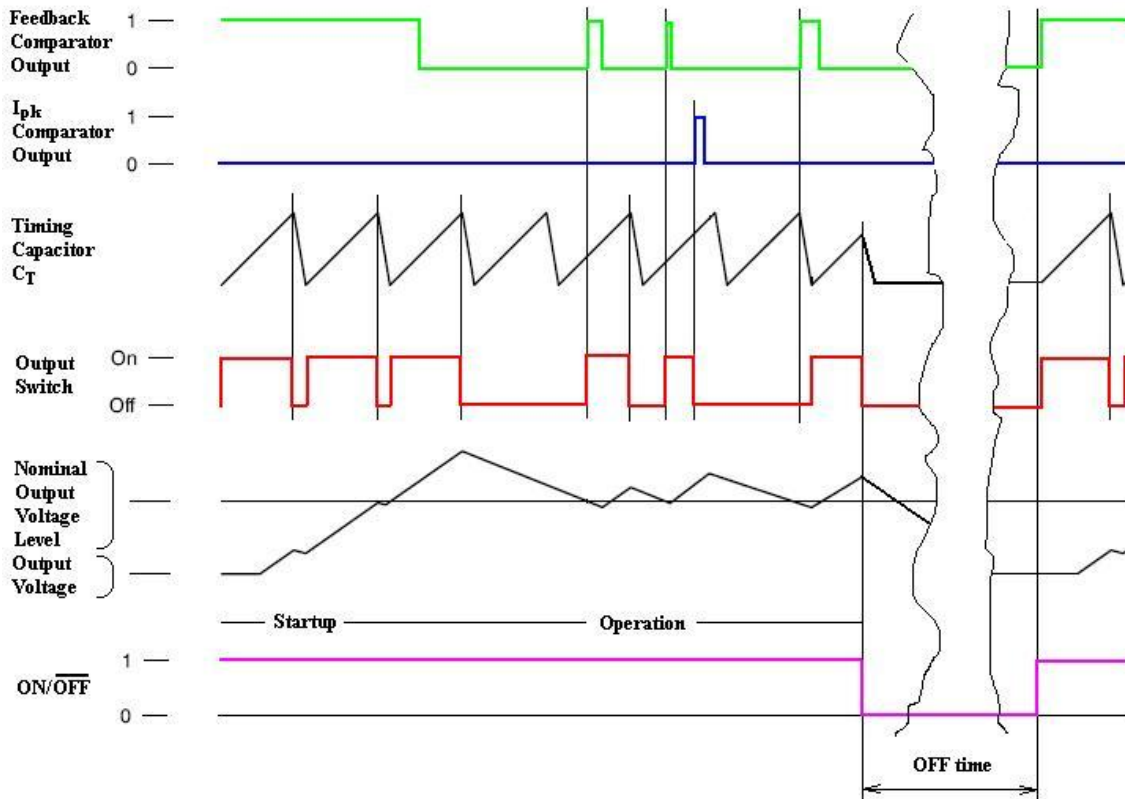 Feedback
Comparator
Output
1
0
Ipk
Comparator
Output
1
0
Timing
Capacitor
CT
Output
Switch
On
Off
Nominal
Output
Voltage
Level
Output
Voltage
Startup
Operation
ON/OFF
1
0
OFF time